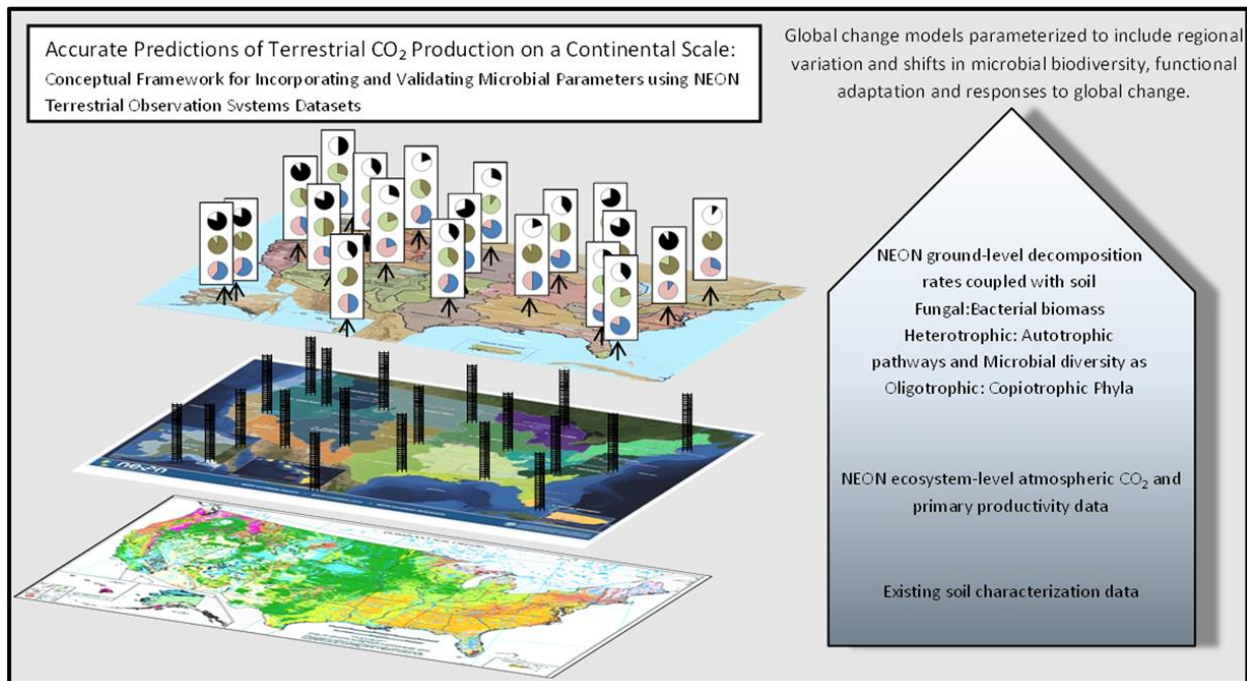 Accurate Predictions of Terrestrial CO₂ Production on a Continental Scale:
Conceptual Framework for Incorporating and Validating Microbial Parameters using NEON
Terrestrial Observation Systems Datasets
Global change models parameterized to include regional
variation and shifts in microbial biodiversity, functional
adaptation and responses to global change.
NEON ground-level decomposition
rates coupled with soil
Fungal:Bacterial biomass
Heterotrophic: Autotrophic
pathways and Microbial diversity as
Oligotrophic: Copiotrophic Phyla
neon
NEON ecosystem-level atmospheric CO₂ and
primary productivity data
Existing soil characterization data